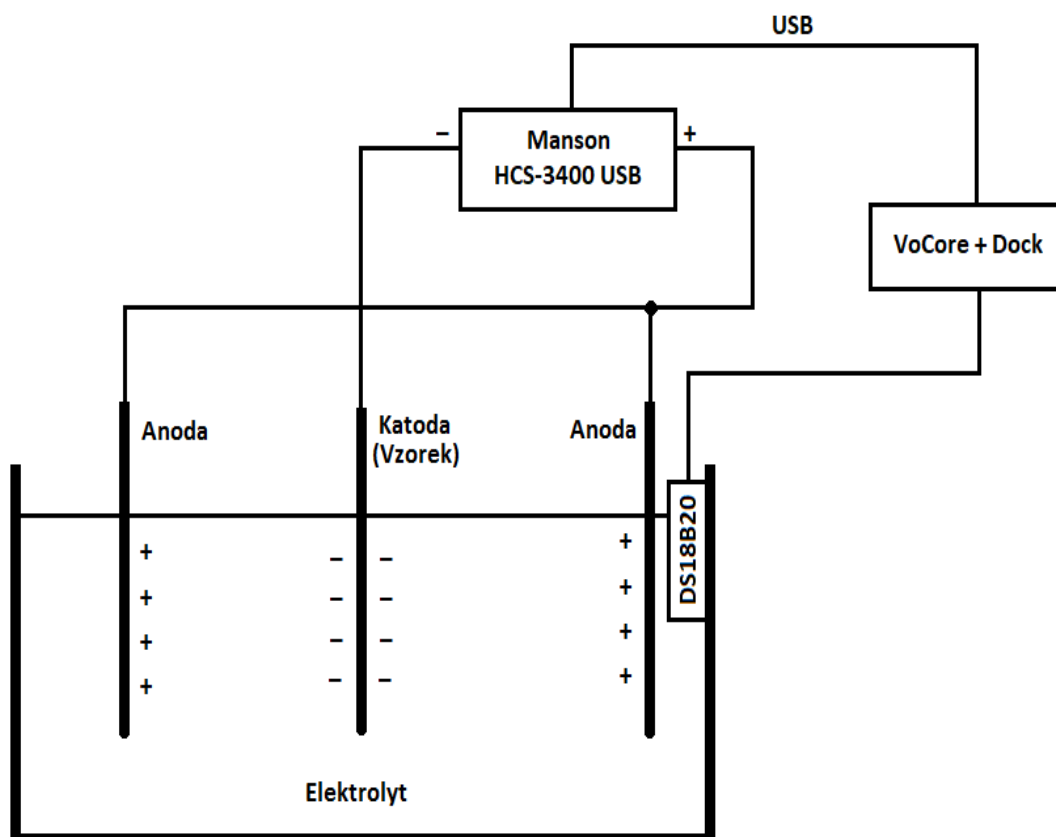 USB
− Manson +
HCS-3400 USB
VoCore + Dock
Anoda
Katoda
(Vzorek)
Anoda
DS18B20
+ − − +
+ − − +
+ − − +
+ − − +
Elektrolyt